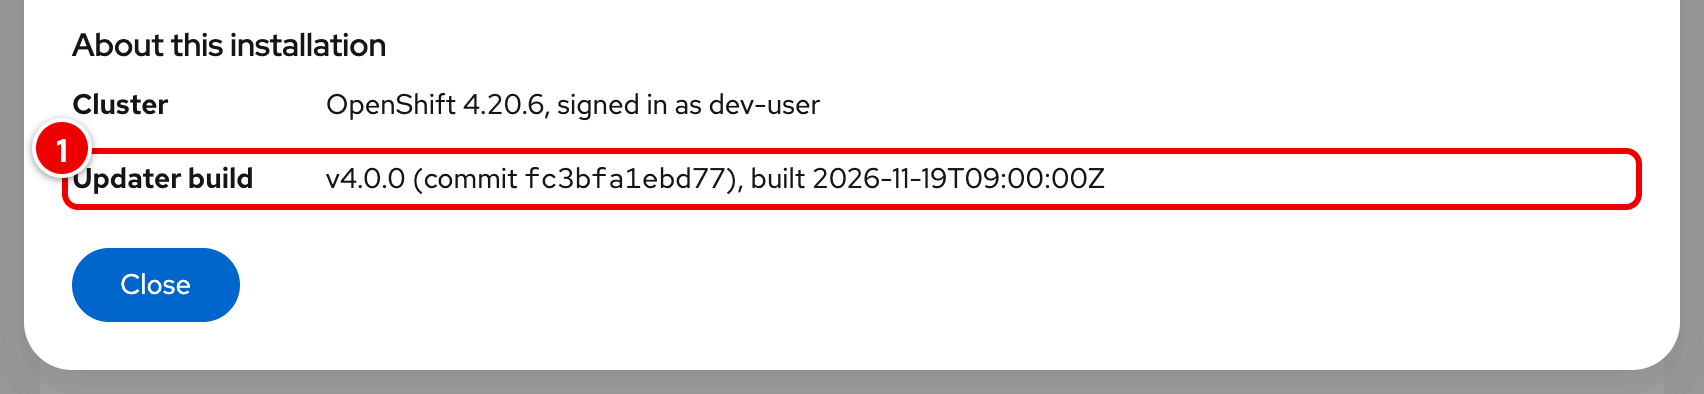 About this installation
Cluster OpenShift 4.20.6, signed in as dev-user
1
Updater build v4.0.0 (commit fc3bfa1ebd77), built 2026-11-19T09:00:00Z
Close